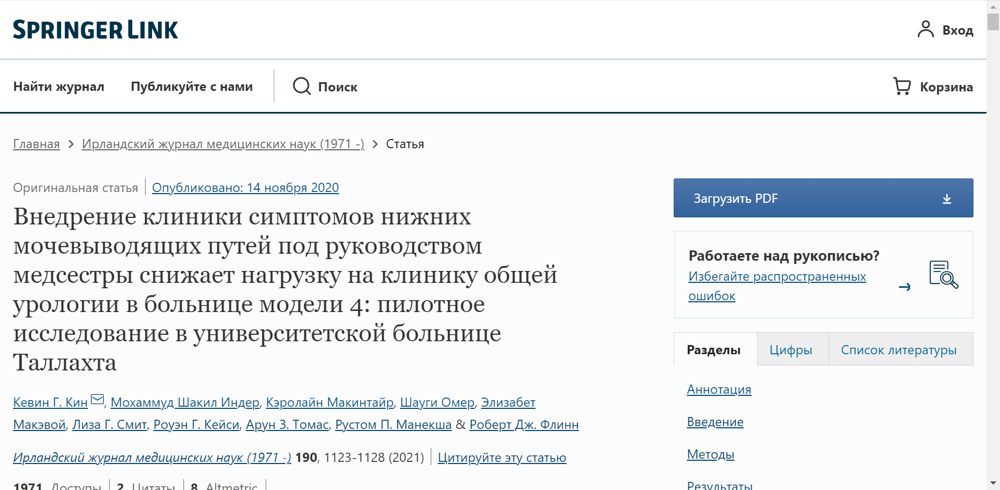 SPRINGER LINK
Вход
Найти журнал
Публикуйте с нами
Поиск
Корзина
Главная > Ирландский журнал медицинских наук (1971 -) > Статья
Оригинальная статья | Опубликовано: 14 ноября 2020
Внедрение клиники симптомов нижних
мочевыводящих путей под руководством
медсестры снижает нагрузку на клинику общей
урологии в больнице модели 4: пилотное
исследование в университетской больнице
Таллахта
Кевин Г. Кин, Мохаммуд Шакил Индер, Кэролайн Макинтайр, Шауги Омер, Элизабет
Макэвой, Лиза Г. Смит, Роуэн Г. Кейси, Арун З. Томас, Рустом П. Манекша & Роберт Дж. Флинн
Ирландский журнал медицинских наук (1971 -) 190, 1123-1128 (2021) | Цитируйте эту статью
1971 Доступы | 2 Цитаты | 8 Altmetric |
Загрузить PDF
Работаете над рукописью?
Избегайте распространенных
ошибок
Разделы
Цифры
Список литературы
Аннотация
Введение
Методы
Результаты